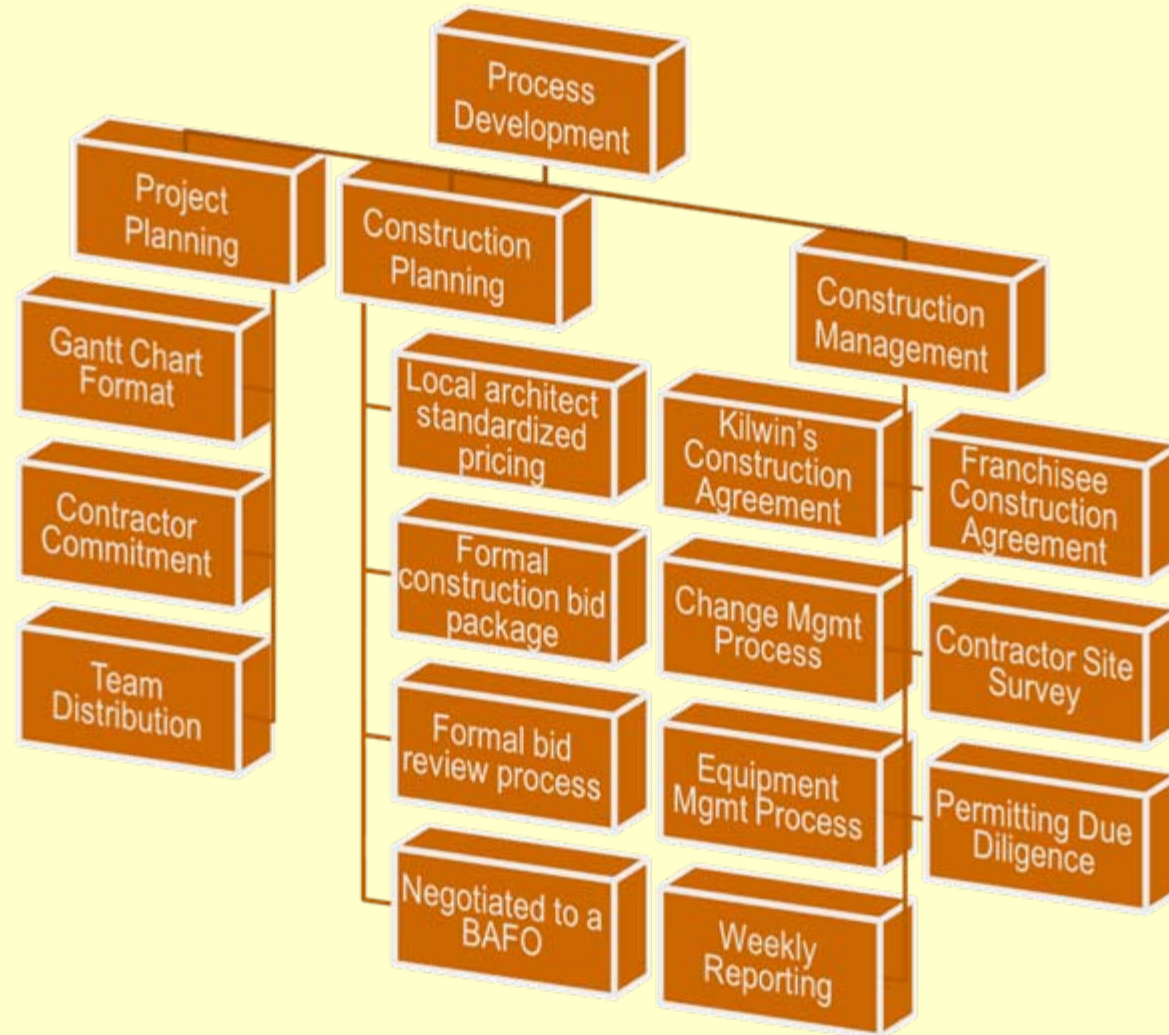 Process
Development
Project
Planning
Gantt Chart
Format
Contractor
Commitment
Team
Distribution
Construction
Planning
Local architect
standardized
pricing
Formal
construction bid
package
Formal bid
review process
Negotiated to a
BAFO
Construction
Management
Kilwin's
Construction
Agreement
Franchisee
Construction
Agreement
Change Mgmt
Process
Contractor Site
Survey
Equipment
Mgmt Process
Permitting Due
Diligence
Weekly
Reporting